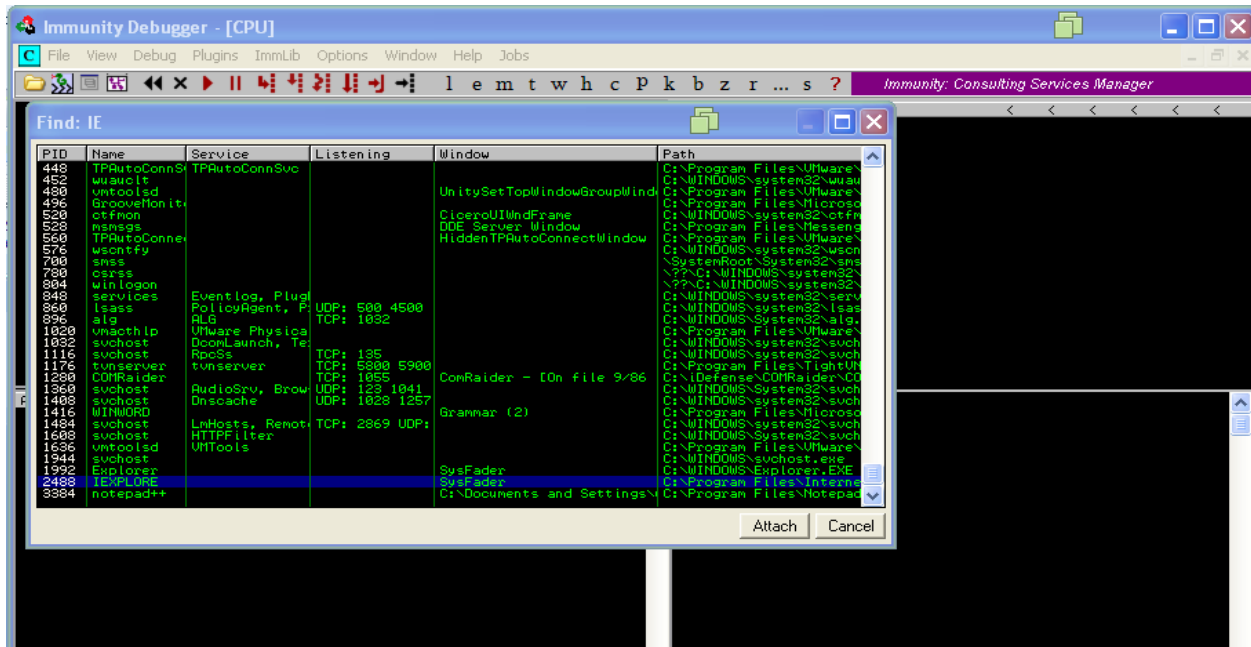 Immunity Debugger - [CPU]
C File View Debug Plugins ImmLib Options Window Help Jobs
l e m t w h c P k b z r ... s ? Immunity: Consulting Services Manager
Find: IE
PID Name Service Listening Window Path
448 TPAutoConnS TPAutoConnSvc C:\Program Files\VMware\
452 wuauclt C:\WINDOWS\system32\wuau
480 vmtoolsd UnitySetTopWindowGroupWind C:\Program Files\VMware\
496 GrooveMonit C:\Program Files\Microso
520 ctfmon CiceroUIWndFrame C:\WINDOWS\system32\ctfm
528 msmsgs DDE Server Window C:\Program Files\Messeng
560 TPAutoConne HiddenTPAutoConnectWindow C:\Program Files\VMware\
576 wscntfy C:\WINDOWS\system32\wscn
700 smss \SystemRoot\System32\sms
780 csrss \??\C:\WINDOWS\system32\
804 winlogon \??\C:\WINDOWS\system32\
848 services Eventlog, Plug C:\WINDOWS\system32\serv
860 lsass PolicyAgent, P UDP: 500 4500 C:\WINDOWS\system32\lsas
896 alg ALG TCP: 1032 C:\WINDOWS\System32\alg.
1020 vmacthlp VMware Physica C:\Program Files\VMware\
1032 svchost DcomLaunch, Te C:\WINDOWS\system32\svch
1116 svchost RpcSs TCP: 135 C:\WINDOWS\system32\svch
1176 tvnserver tvnserver TCP: 5800 5900 C:\Program Files\TightVN
1280 COMRaider TCP: 1055 ComRaider - [On file 9/86 C:\iDefense\COMRaider\CO
1360 svchost AudioSrv, Brow UDP: 123 1041 C:\WINDOWS\System32\svch
1408 svchost Dnscache UDP: 1028 1257 C:\WINDOWS\system32\svch
1416 WINWORD Grammar (2) C:\Program Files\Microso
1484 svchost LmHosts, Remot TCP: 2869 UDP: C:\WINDOWS\System32\svch
1608 svchost HTTPFilter C:\WINDOWS\System32\svch
1636 vmtoolsd VMTools C:\Program Files\VMware\
1944 svchost C:\WINDOWS\svchost.exe
1992 Explorer SysFader C:\WINDOWS\Explorer.EXE
2488 IEXPLORE SysFader C:\Program Files\Interne
3384 notepad++ C:\Documents and Settings\ C:\Program Files\Notepad
Attach Cancel